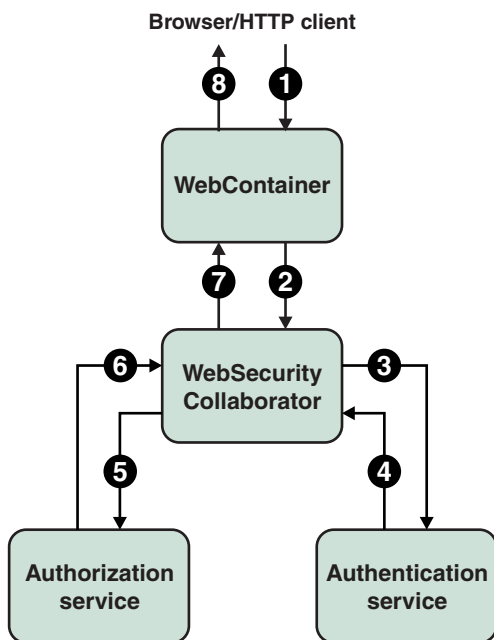 Browser/HTTP client
8
1
WebContainer
7
2
WebSecurity
Collaborator
6
3
5
4
Authorization
service
Authentication
service